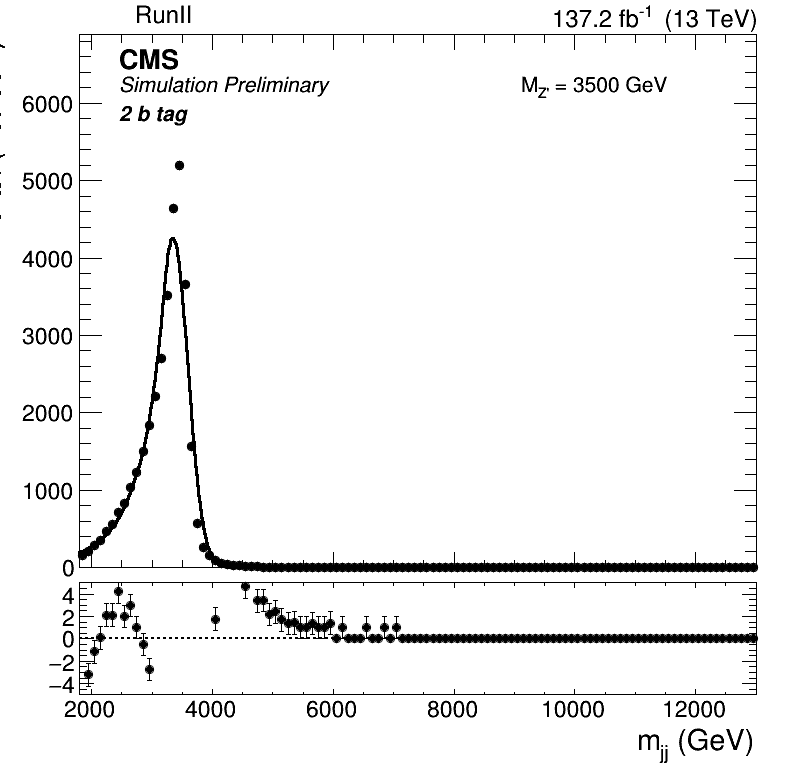 RunII
137.2 fb-1 (13 TeV)
CMS
Simulation Preliminary
MZ' = 3500 GeV
2 b tag
6000
5000
4000
3000
2000
1000
0
4
2
0
−2
−4
2000 4000 6000 8000 10000 12000
mjj (GeV)